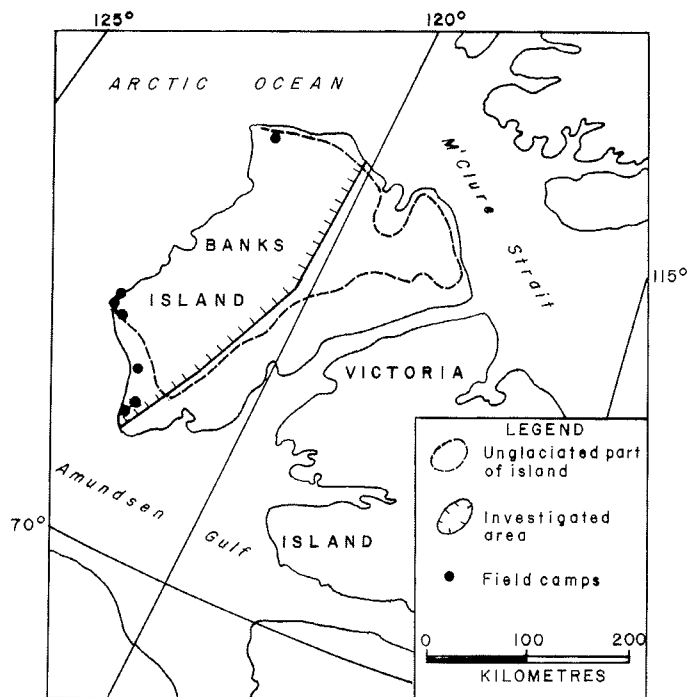 125° 120°
ARCTIC OCEAN
M'Clure Strait
BANKS
ISLAND
115°
VICTORIA
Amundsen Gulf
70°
ISLAND
LEGEND
Unglaciated part
of island
Investigated
area
Field camps
0 100 200
KILOMETRES